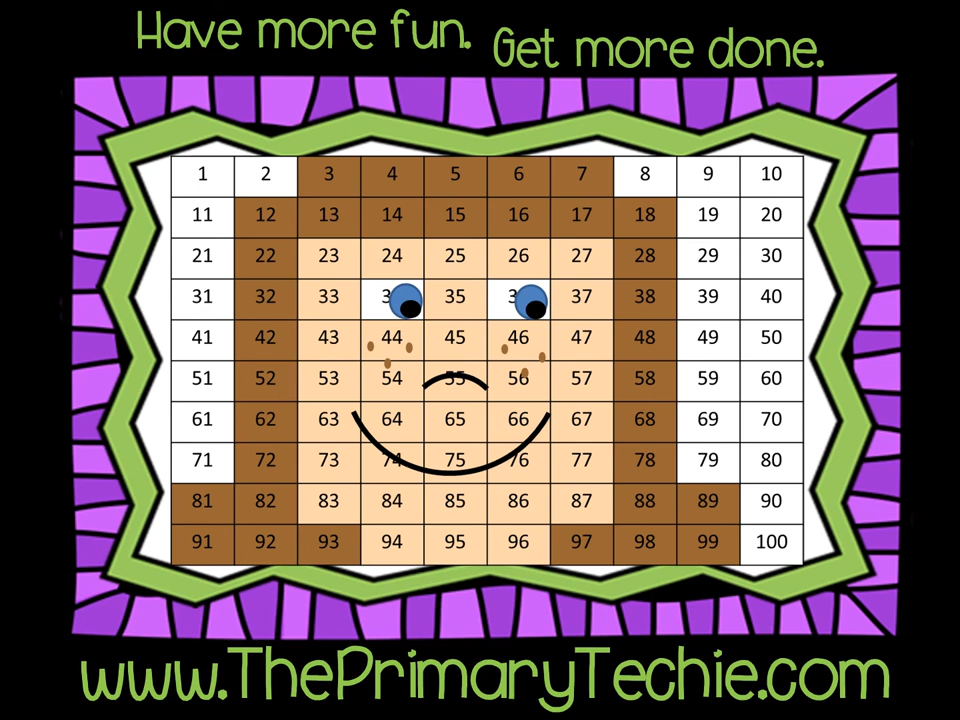 Have more fun. Get more done.
1 2 3 4 5 6 7 8 9 10
11 12 13 14 15 16 17 18 19 20
21 22 23 24 25 26 27 28 29 30
31 32 33 3 35 3 37 38 39 40
41 42 43 44 45 46 47 48 49 50
51 52 53 54 55 56 57 58 59 60
61 62 63 64 65 66 67 68 69 70
71 72 73 74 75 76 77 78 79 80
81 82 83 84 85 86 87 88 89 90
91 92 93 94 95 96 97 98 99 100
www.ThePrimaryTechie.com